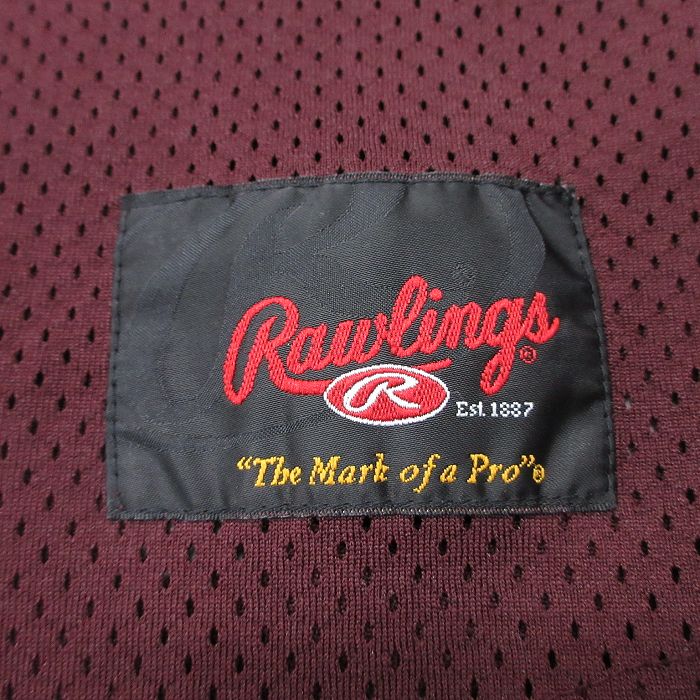 Rawlings®
R
Est. 1887
“The Mark of a Pro”®